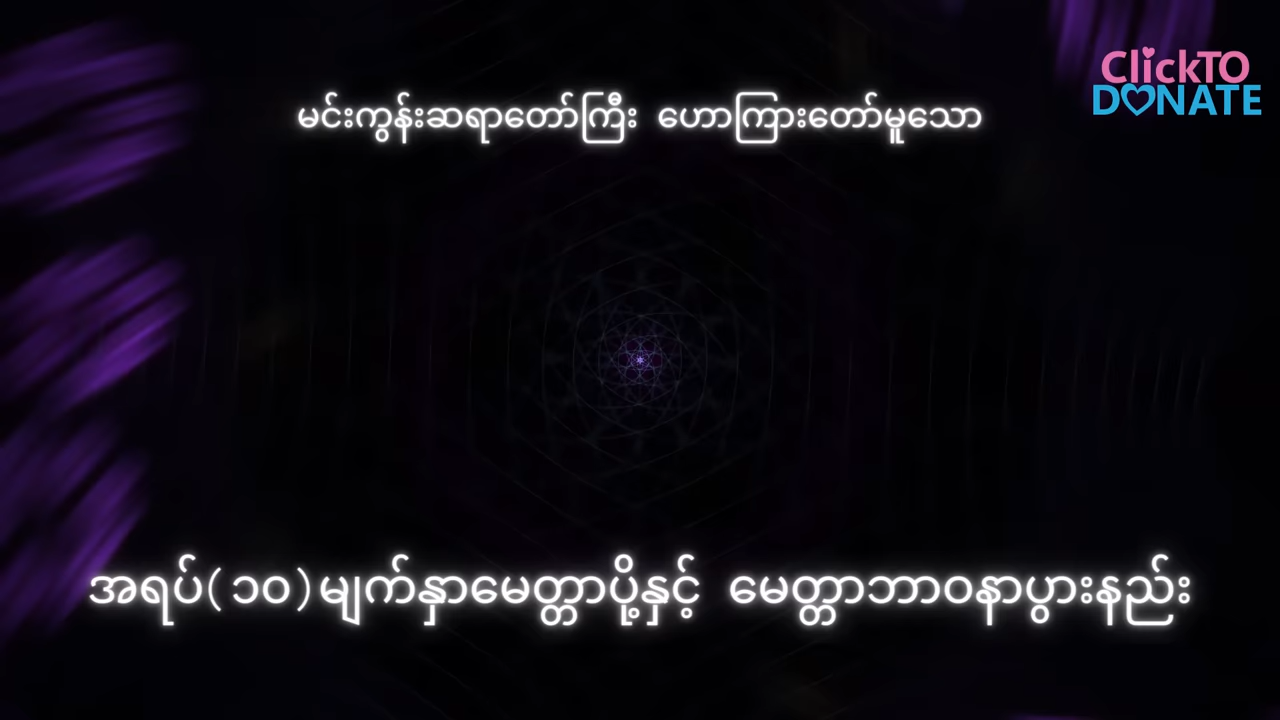 ClickTO
DONATE
မင်းကွန်းဆရာတော်ကြီး ဟောကြားတော်မူသော
အရပ်(၁၀)မျက်နှာမေတ္တာပို့နှင့် မေတ္တာဘာဝနာပွားနည်း